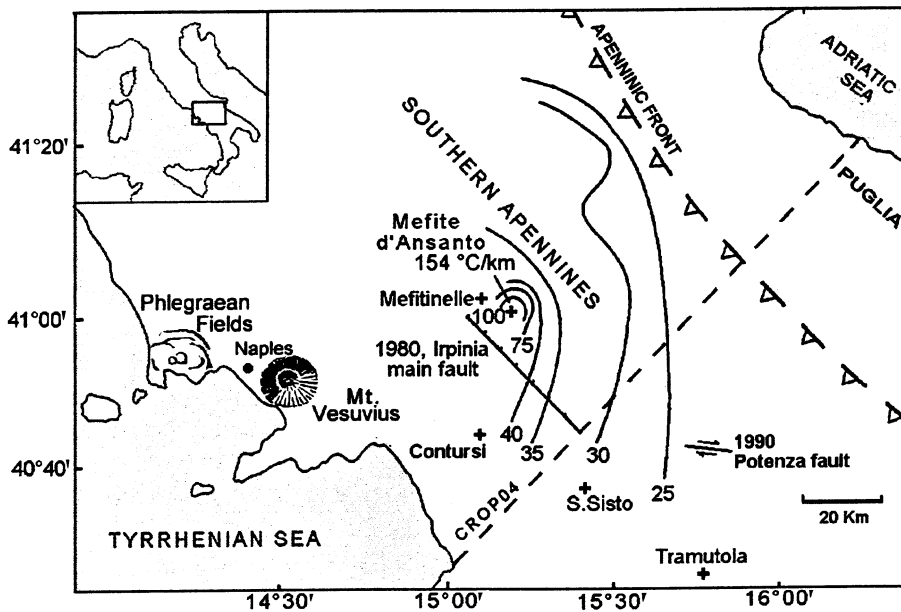 ADRIATIC
SEA
APENNINIC FRONT
PUGLIA
SOUTHERN APENNINES
41°20'
41°00'
40°40'
Mefite
d'Ansanto
154 °C/km
Mefitinelle
100
75
1980, Irpinia
main fault
Phlegraean
Fields
Naples
Mt.
Vesuvius
Contursi
40
35
30
25
1990
Potenza fault
S.Sisto
CROP04
20 Km
TYRRHENIAN SEA
Tramutola
14°30'
15°00'
15°30'
16°00'